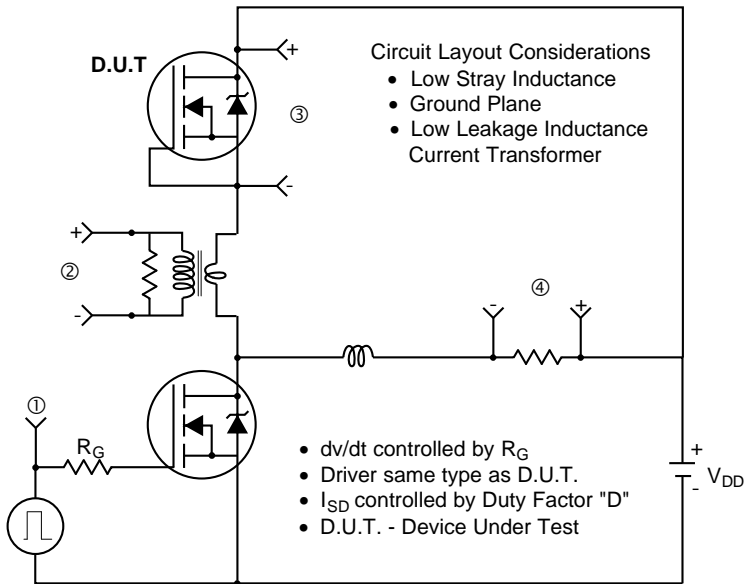 D.U.T
+
-
③
Circuit Layout Considerations
• Low Stray Inductance
• Ground Plane
• Low Leakage Inductance
Current Transformer
+
②
-
④
-
+
①
R_G
• dv/dt controlled by R_G
• Driver same type as D.U.T.
• I_SD controlled by Duty Factor "D"
• D.U.T. - Device Under Test
+
-
V_DD